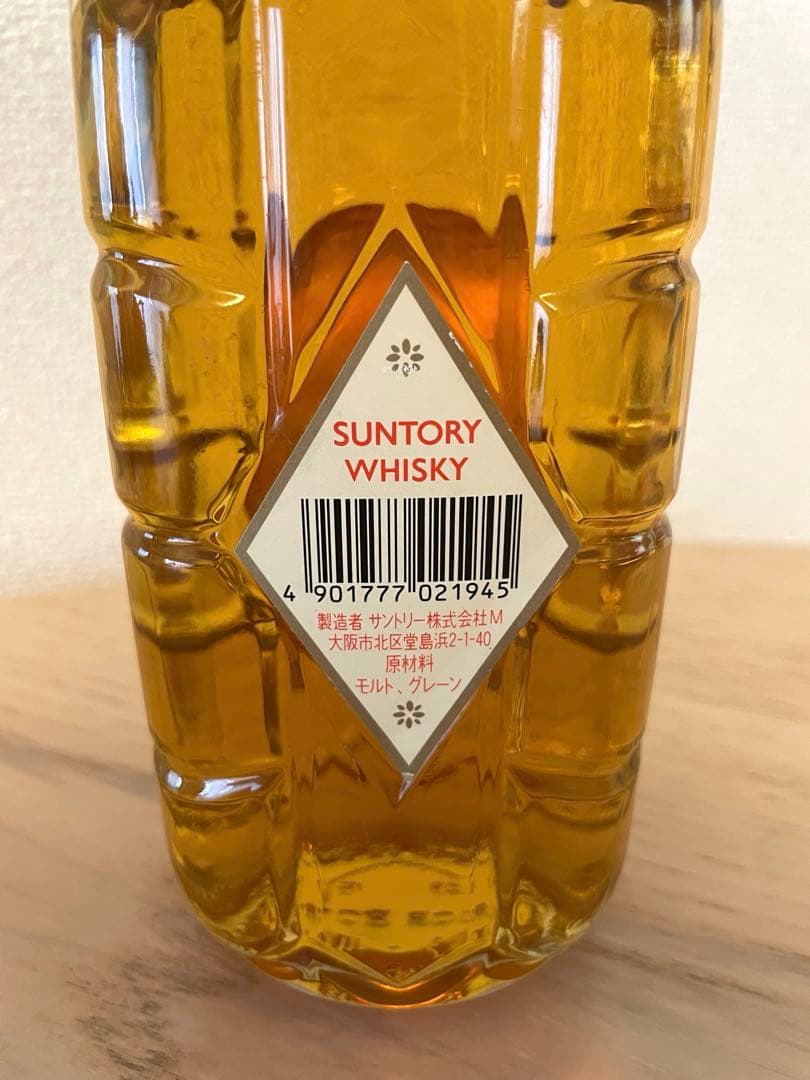 SUNTORY
WHISKY
4 901777 021945
製造者 サントリー株式会社M
大阪市北区堂島浜2-1-40
原材料
モルト、グレーン